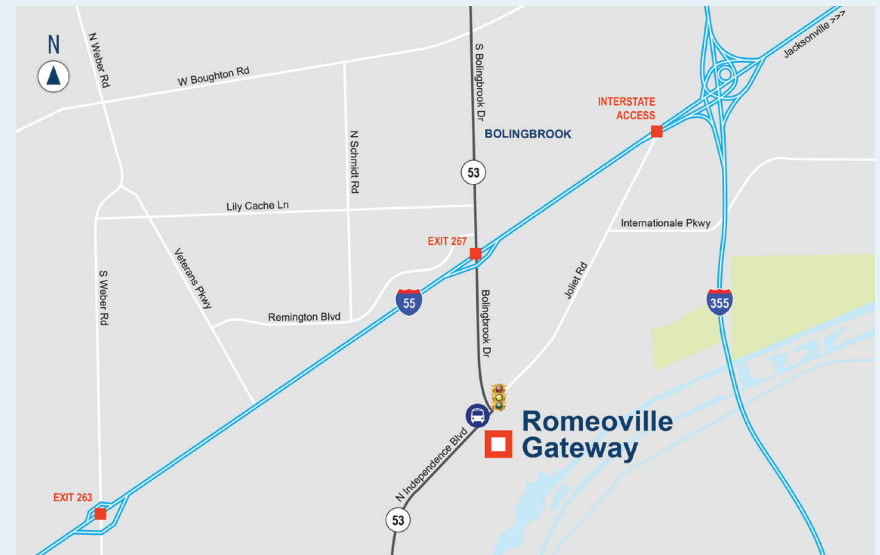 N
N Weber Rd
W Boughton Rd
S Bolingbrook Dr
Jacksonville >>>
INTERSTATE
ACCESS
BOLINGBROOK
N Schmidt Rd
53
Lily Cache Ln
Internationale Pkwy
EXIT 267
Veterans Pkwy
S Weber Rd
Joliet Rd
55
355
Remington Blvd
Bolingbrook Dr
Romeoville
Gateway
N Independence Blvd
EXIT 263
53